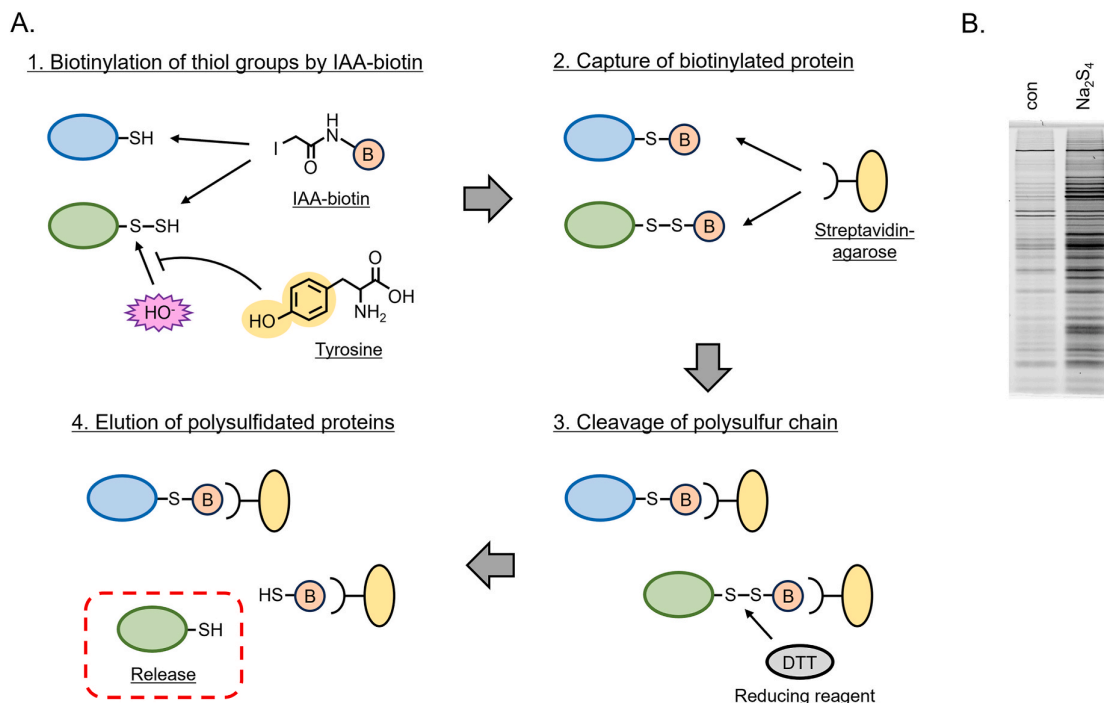 A.
1. Biotinylation of thiol groups by IAA-biotin
SH
I
O
H
N
B
IAA-biotin
S SH
HO-
HO
O
OH
NH2
Tyrosine
2. Capture of biotinylated protein
S B
S S B
Streptavidin-
agarose
3. Cleavage of polysulfur chain
S B
S S B
DTT
Reducing reagent
4. Elution of polysulfidated proteins
S B
HS B
SH
Release
B.
con
Na2S4